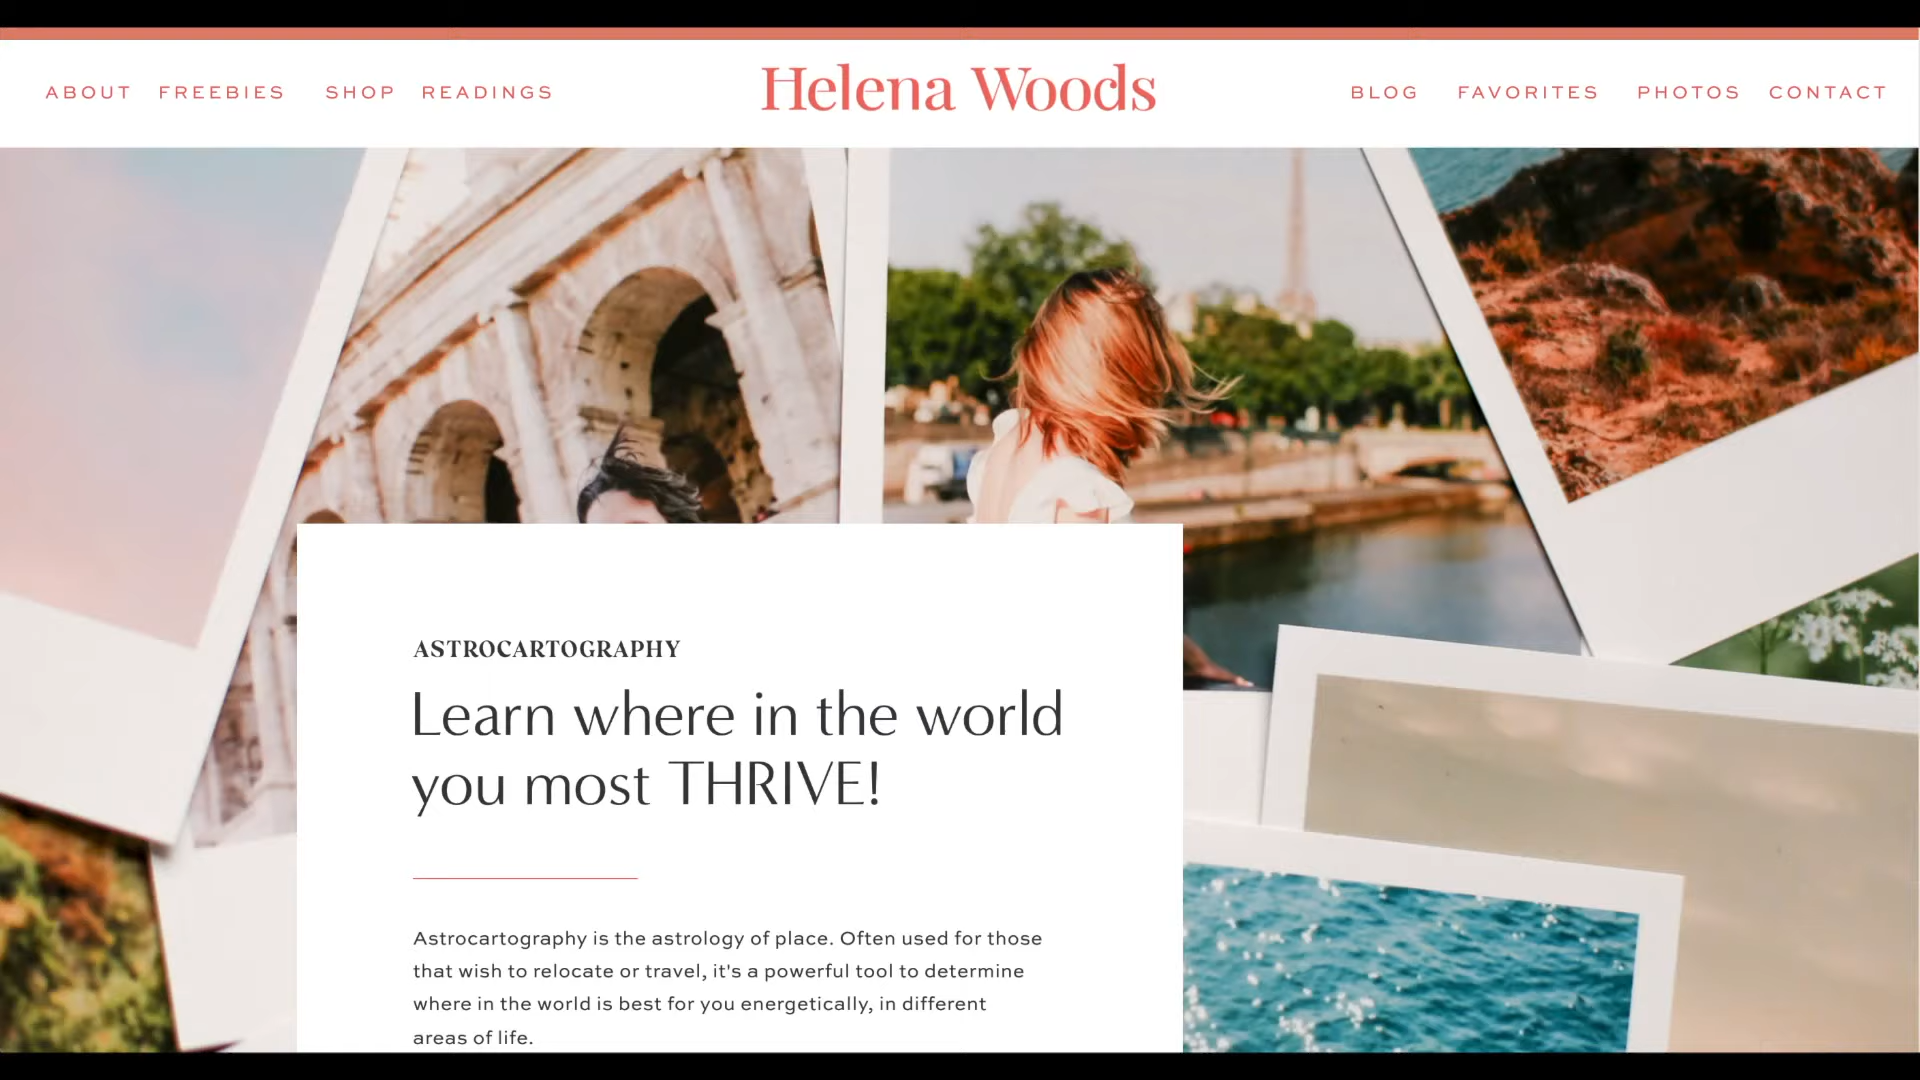 ABOUT FREEBIES SHOP READINGS Helena Woods BLOG FAVORITES PHOTOS CONTACT
ASTROCARTOGRAPHY
Learn where in the world
you most THRIVE!
Astrocartography is the astrology of place. Often used for those
that wish to relocate or travel, it's a powerful tool to determine
where in the world is best for you energetically, in different
areas of life.